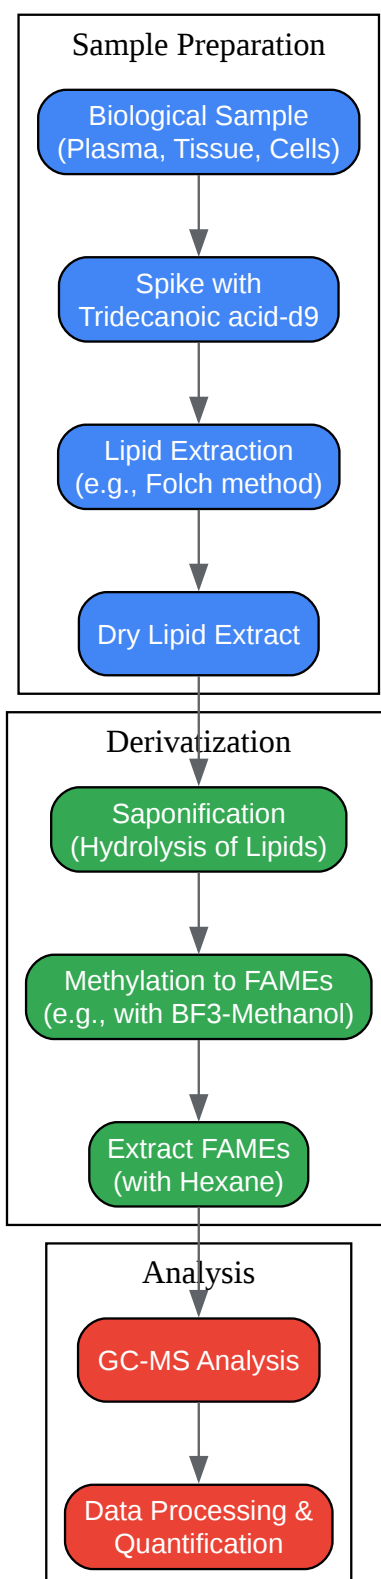 Sample Preparation
Biological Sample
(Plasma, Tissue, Cells)
Spike with
Tridecanoic acid-d9
Lipid Extraction
(e.g., Folch method)
Dry Lipid Extract
Derivatization
Saponification
(Hydrolysis of Lipids)
Methylation to FAMEs
(e.g., with BF3-Methanol)
Extract FAMEs
(with Hexane)
Analysis
GC-MS Analysis
Data Processing &
Quantification